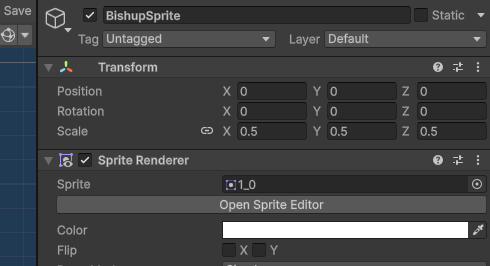 Save
BishupSprite
Static
Tag Untagged Layer Default
Transform
Position X 0 Y 0 Z 0
Rotation X 0 Y 0 Z 0
Scale X 0.5 Y 0.5 Z 0.5
Sprite Renderer
Sprite 1_0
Open Sprite Editor
Color
Flip X Y